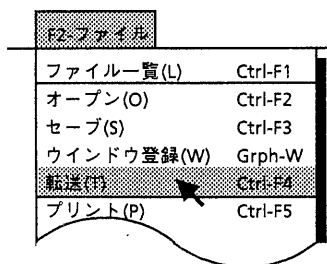 F2-ファイル
ファイル一覧(L) Ctrl-F1
オープン(O) Ctrl-F2
セーブ(S) Ctrl-F3
ウインドウ登録(W) Grph-W
転送(T) Ctrl-F4
プリント(P) Ctrl-F5